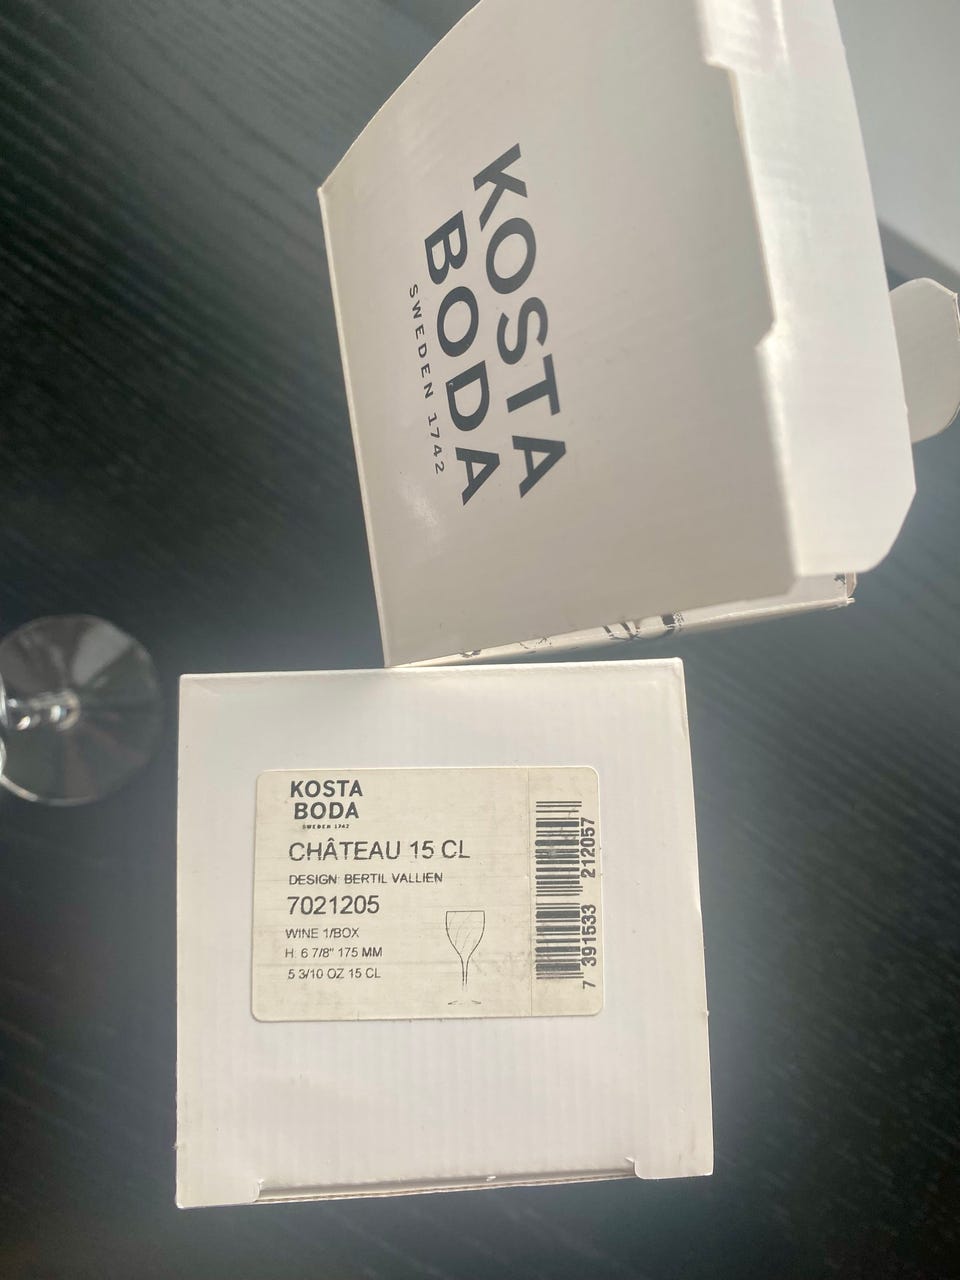 KOSTA
BODA
SWEDEN 1742
KOSTA
BODA
SWEDEN 1742
CHÂTEAU 15 CL
DESIGN: BERTIL VALLIEN
7021205
WINE 1/BOX
H: 6 7/8" 175 MM
5 3/10 OZ 15 CL
7 391533 212057